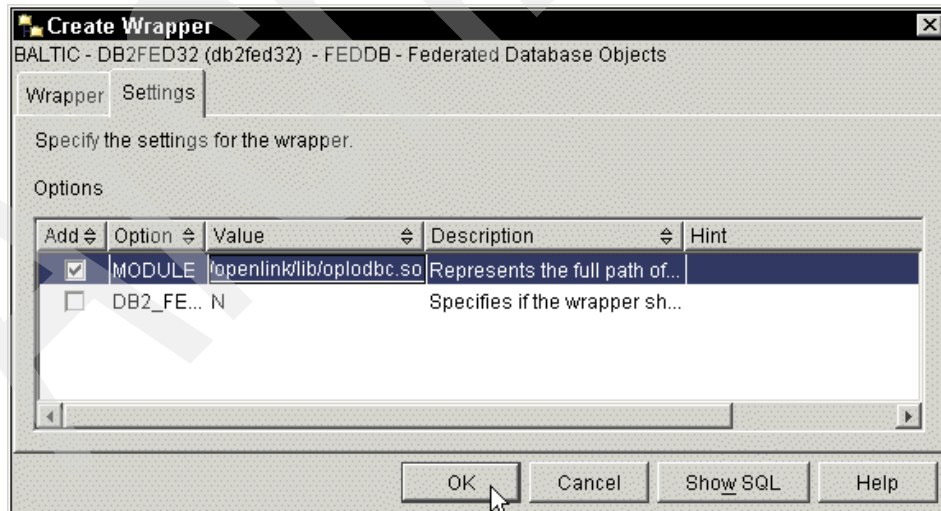 Create Wrapper
BALTIC - DB2FED32 (db2fed32) - FEDDB - Federated Database Objects
Wrapper Settings
Specify the settings for the wrapper.
Options
Add Option Value Description Hint
MODULE /openlink/lib/oplodbc.so Represents the full path of...
DB2_FE... N Specifies if the wrapper sh...
OK Cancel Show SQL Help